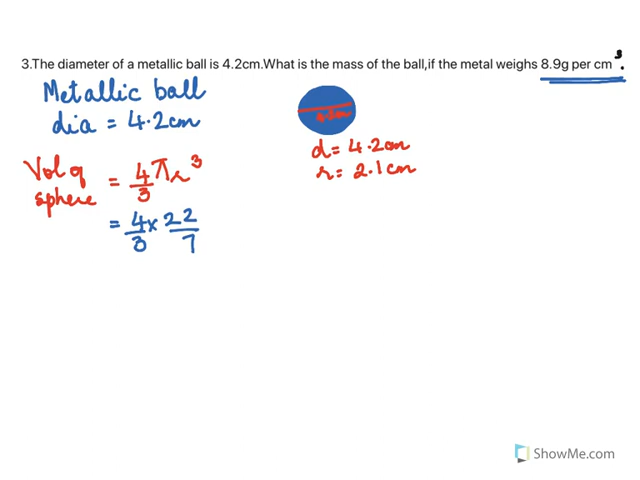 3.The diameter of a metallic ball is 4.2cm.What is the mass of the ball,if the metal weighs 8.9g per cm³.
Metallic ball
dia = 4.2cm
4.2cm
d = 4.2cm
r = 2.1cm
Vol of sphere = 4/3 πr³
= 4/3 × 22/7
ShowMe.com